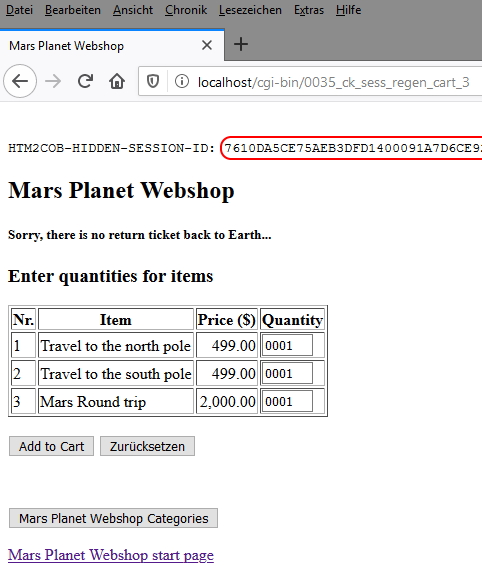 Datei Bearbeiten Ansicht Chronik Lesezeichen Extras Hilfe
Mars Planet Webshop
localhost/cgi-bin/0035_ck_sess_regen_cart_3
HTM2COB-HIDDEN-SESSION-ID: 7610DA5CE75AEB3DFD1400091A7D6CE9
Mars Planet Webshop
Sorry, there is no return ticket back to Earth...
Enter quantities for items
Nr. Item Price ($) Quantity
1 Travel to the north pole 499.00 0001
2 Travel to the south pole 499.00 0001
3 Mars Round trip 2,000.00 0001
Add to Cart Zurücksetzen
Mars Planet Webshop Categories
Mars Planet Webshop start page